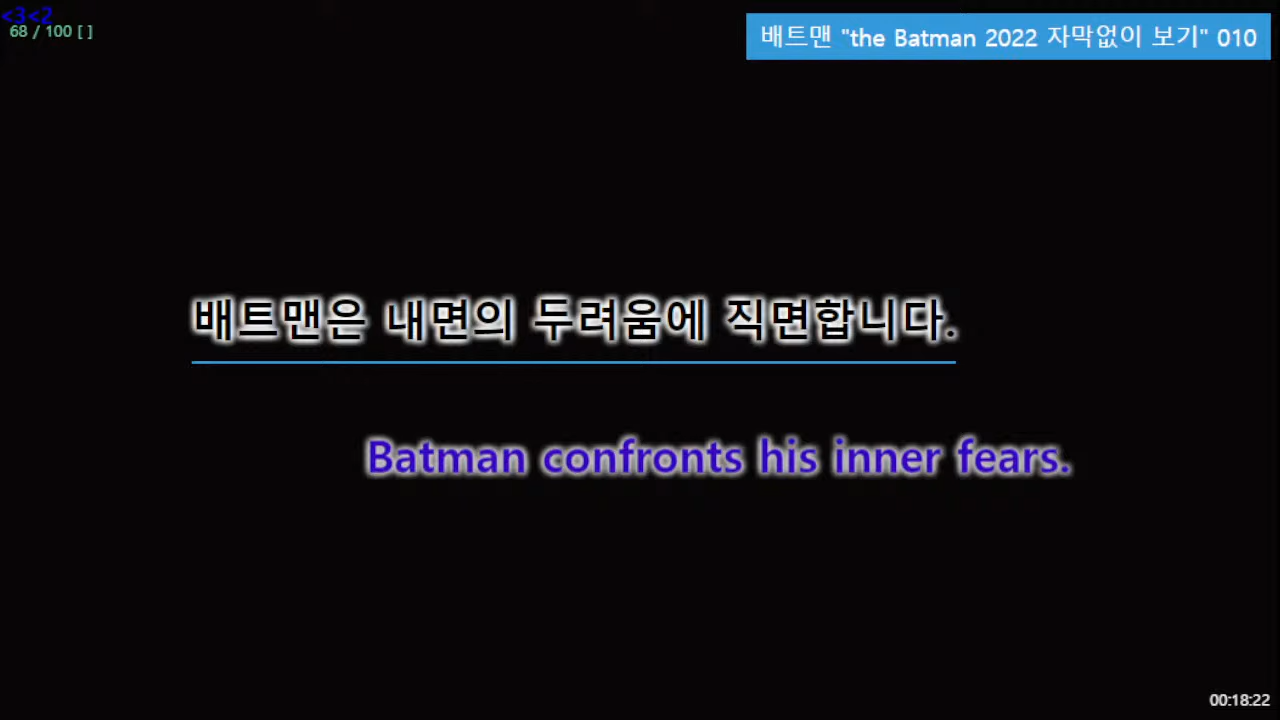 <3<2
68 / 100 [ ]
배트맨 "the Batman 2022 자막없이 보기" 010
배트맨은 내면의 두려움에 직면합니다.
Batman confronts his inner fears.
00:18:22